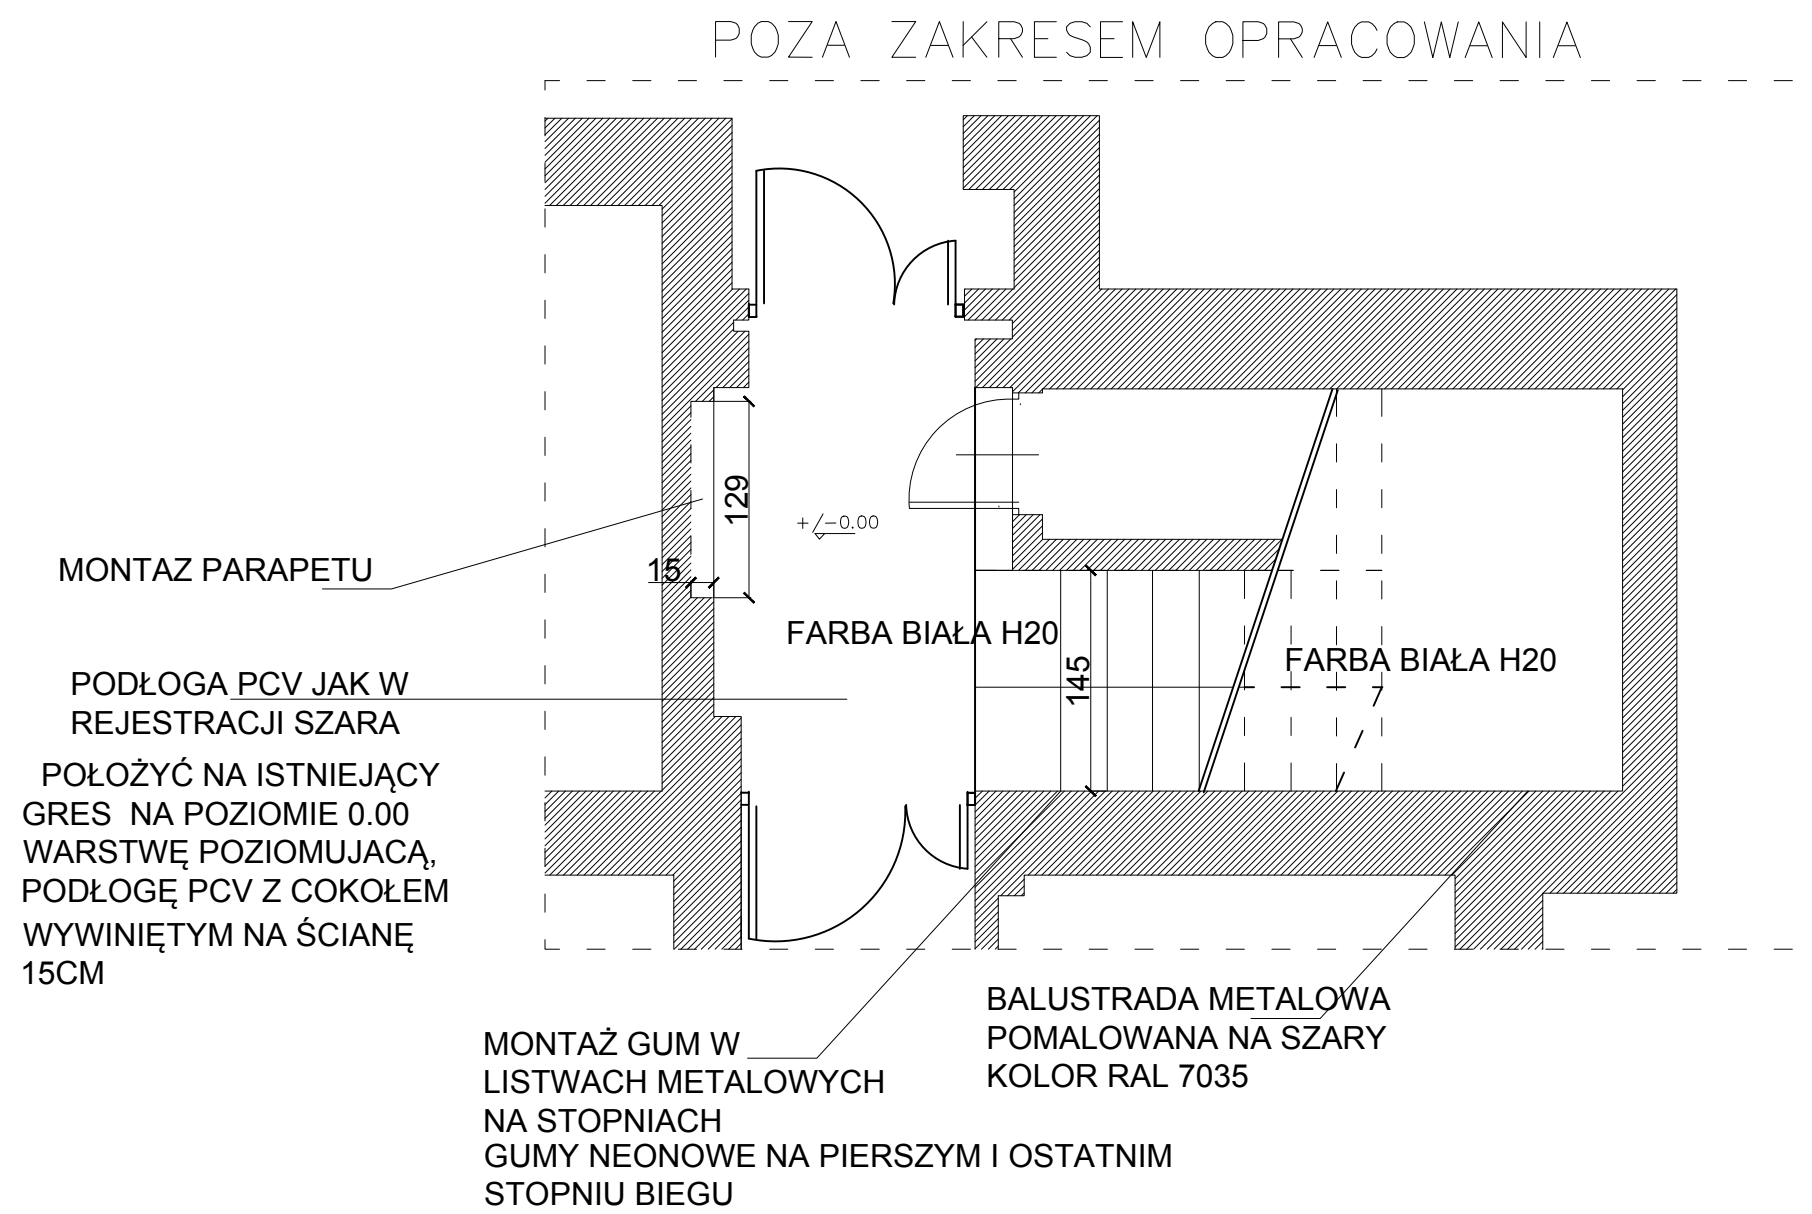 POZA ZAKRESEM OPRACOWANIA
129
+/-0.00
MONTAZ PARAPETU
15
FARBA BIAŁA H20
FARBA BIAŁA H20
145
PODŁOGA PCV JAK W
REJESTRACJI SZARA
POŁOŻYĆ NA ISTNIEJĄCY
GRES NA POZIOMIE 0.00
WARSTWĘ POZIOMUJACĄ,
PODŁOGĘ PCV Z COKOŁEM
WYWINIĘTYM NA ŚCIANĘ
15CM
BALUSTRADA METALOWA
POMALOWANA NA SZARY
KOLOR RAL 7035
MONTAŻ GUM W
LISTWACH METALOWYCH
NA STOPNIACH
GUMY NEONOWE NA PIERSZYM I OSTATNIM
STOPNIU BIEGU